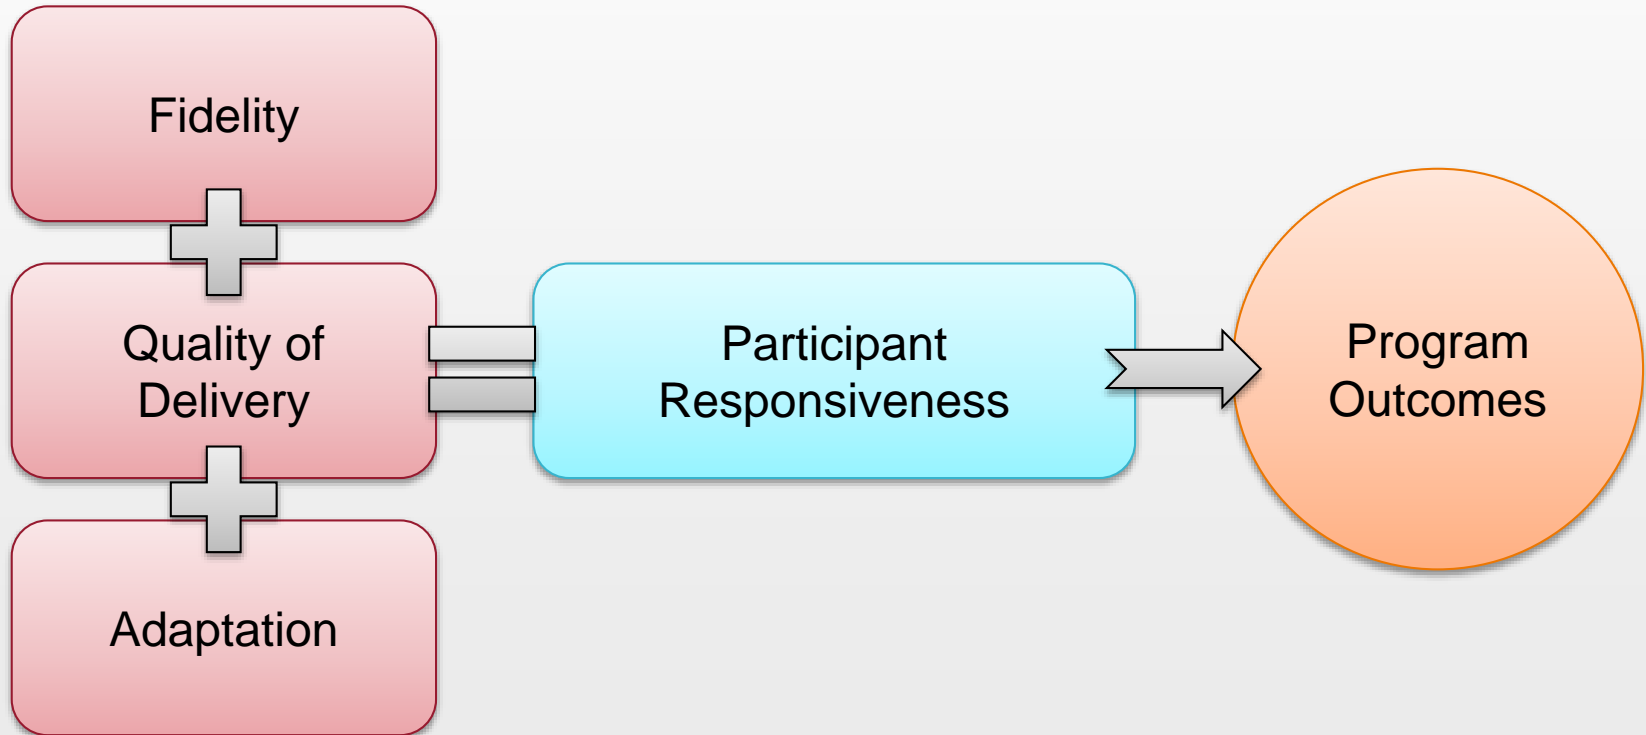 Fidelity
Quality of
Delivery
Adaptation
Participant
Responsiveness
Program
Outcomes